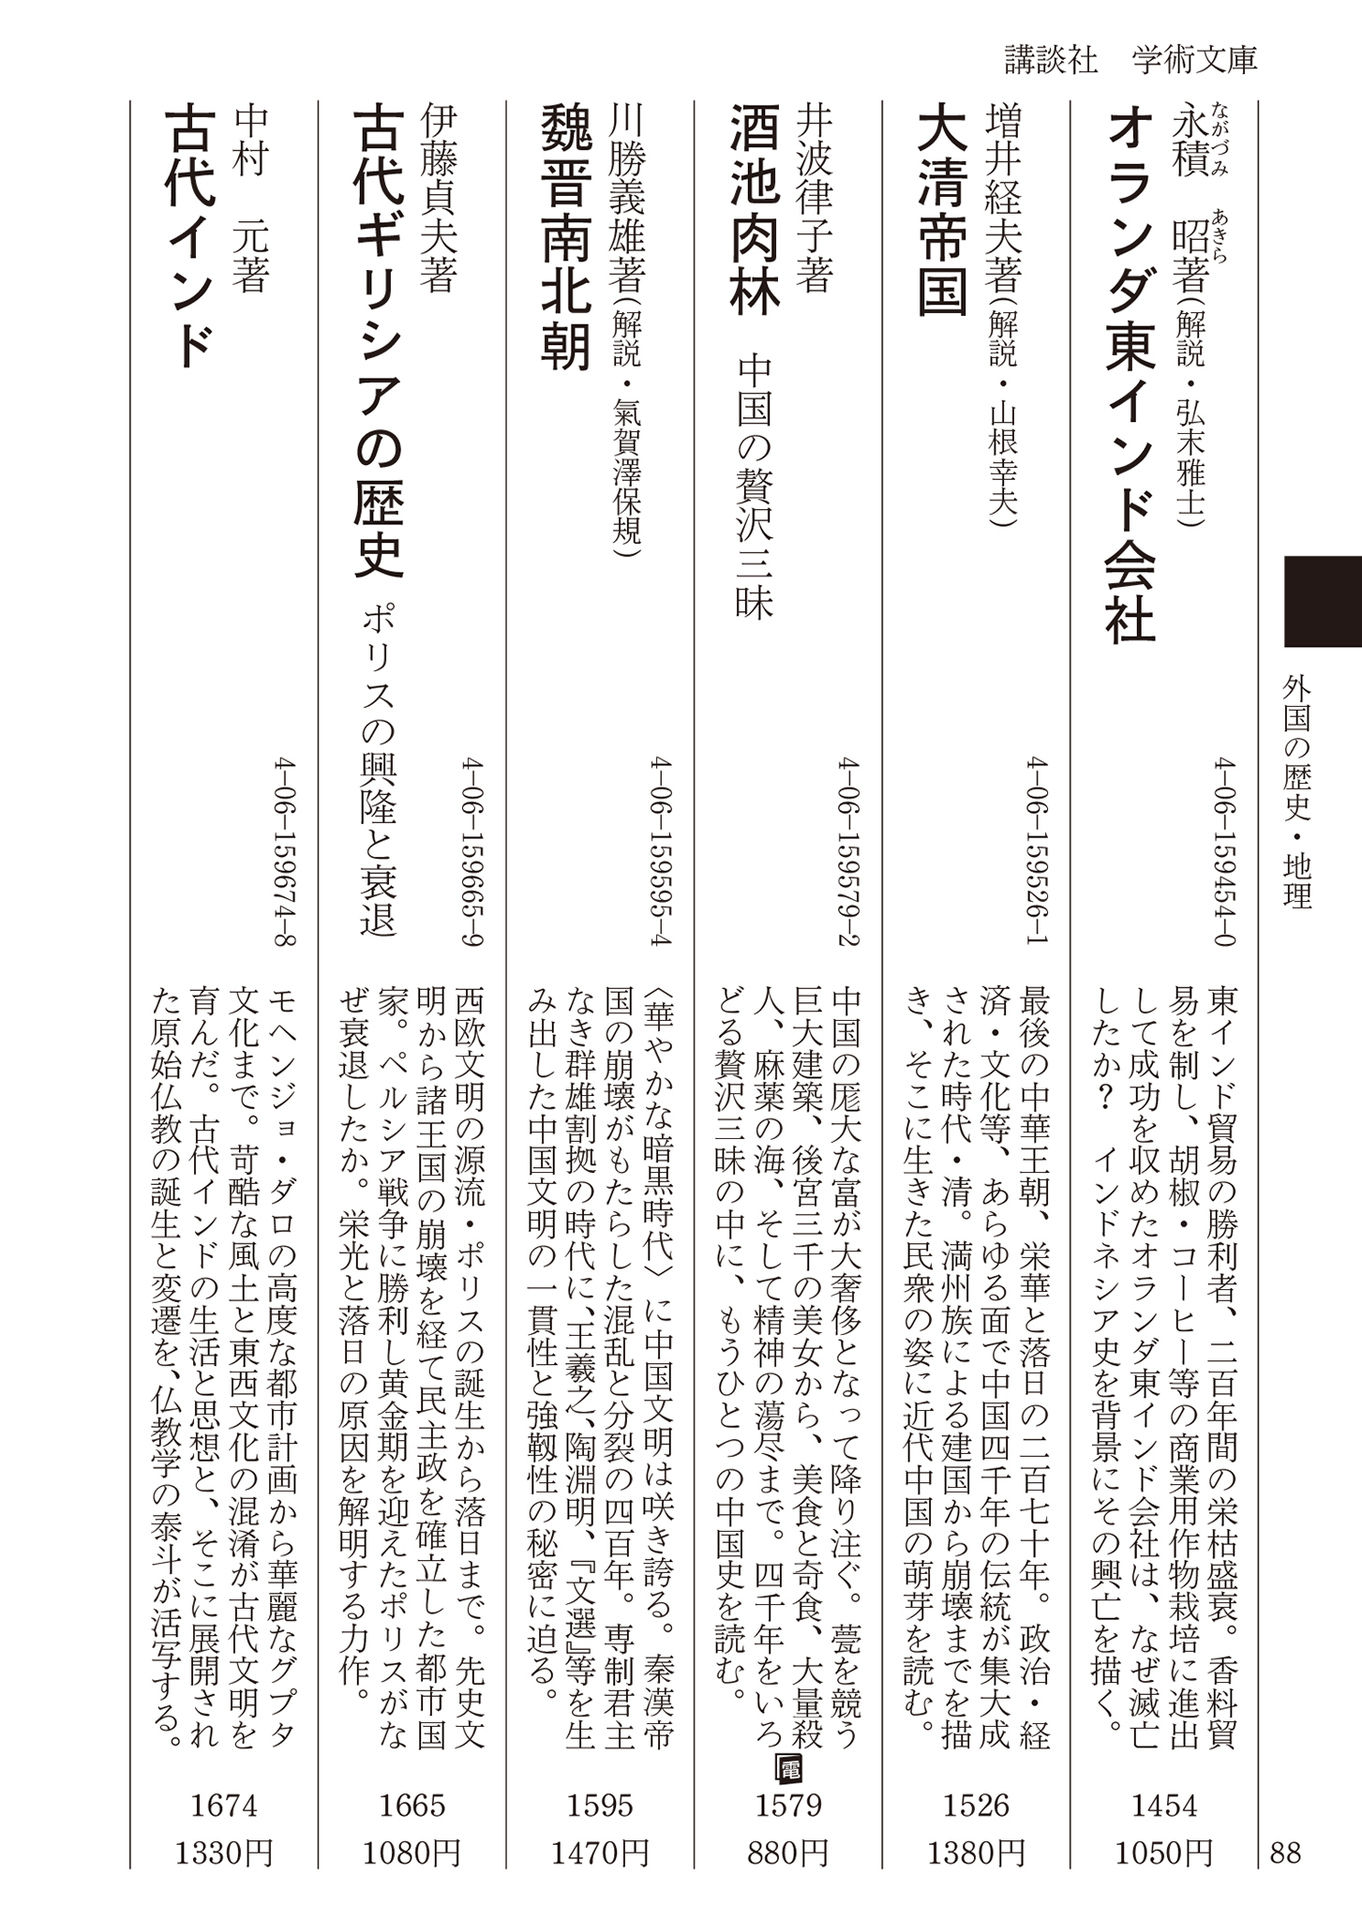 講談社　学術文庫
外国の歴史・地理
88
永積　昭著(解説・弘末雅士)
ながづみ　あきら
オランダ東インド会社
4-06-159454-0
東インド貿易の勝利者、二百年間の栄枯盛衰。香料貿
易を制し、胡椒・コーヒー等の商業用作物栽培に進出
して成功を収めたオランダ東インド会社は、なぜ滅亡
したか？　インドネシア史を背景にその興亡を描く。
1454
1050円
増井経夫著(解説・山根幸夫)
大清帝国
4-06-159526-1
最後の中華王朝、栄華と落日の二百七十年。政治・経
済・文化等、あらゆる面で中国四千年の伝統が集大成
された時代・清。満州族による建国から崩壊までを描
き、そこに生きた民衆の姿に近代中国の萌芽を読む。
1526
1380円
井波律子著
酒池肉林　中国の贅沢三昧
4-06-159579-2
中国の厖大な富が大奢侈となって降り注ぐ。甍を競う
巨大建築、後宮三千の美女から、美食と奇食、大量殺
人、麻薬の海、そして精神の蕩尽まで。四千年をいろ
どる贅沢三昧の中に、もうひとつの中国史を読む。
電
1579
880円
川勝義雄著(解説・氣賀澤保規)
魏晋南北朝
4-06-159595-4
〈華やかな暗黒時代〉に中国文明は咲き誇る。秦漢帝
国の崩壊がもたらした混乱と分裂の四百年。専制君主
なき群雄割拠の時代に、王羲之、陶淵明、『文選』等を生
み出した中国文明の一貫性と強靱性の秘密に迫る。
1595
1470円
伊藤貞夫著
古代ギリシアの歴史　ポリスの興隆と衰退
4-06-159665-9
西欧文明の源流・ポリスの誕生から落日まで。先史文
明から諸王国の崩壊を経て民主政を確立した都市国
家。ペルシア戦争に勝利し黄金期を迎えたポリスがな
ぜ衰退したか。栄光と落日の原因を解明する力作。
1665
1080円
中村　元著
古代インド
4-06-159674-8
モヘンジョ・ダロの高度な都市計画から華麗なグプタ
文化まで。苛酷な風土と東西文化の混淆が古代文明を
育んだ。古代インドの生活と思想と、そこに展開され
た原始仏教の誕生と変遷を、仏教学の泰斗が活写する。
1674
1330円